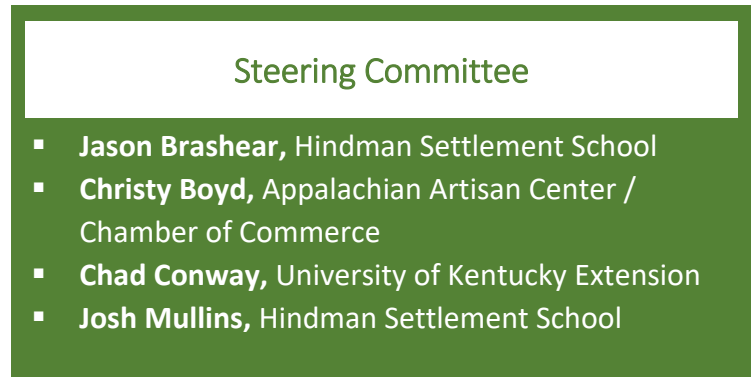 Steering Committee
▪ Jason Brashear, Hindman Settlement School
▪ Christy Boyd, Appalachian Artisan Center /
Chamber of Commerce
▪ Chad Conway, University of Kentucky Extension
▪ Josh Mullins, Hindman Settlement School